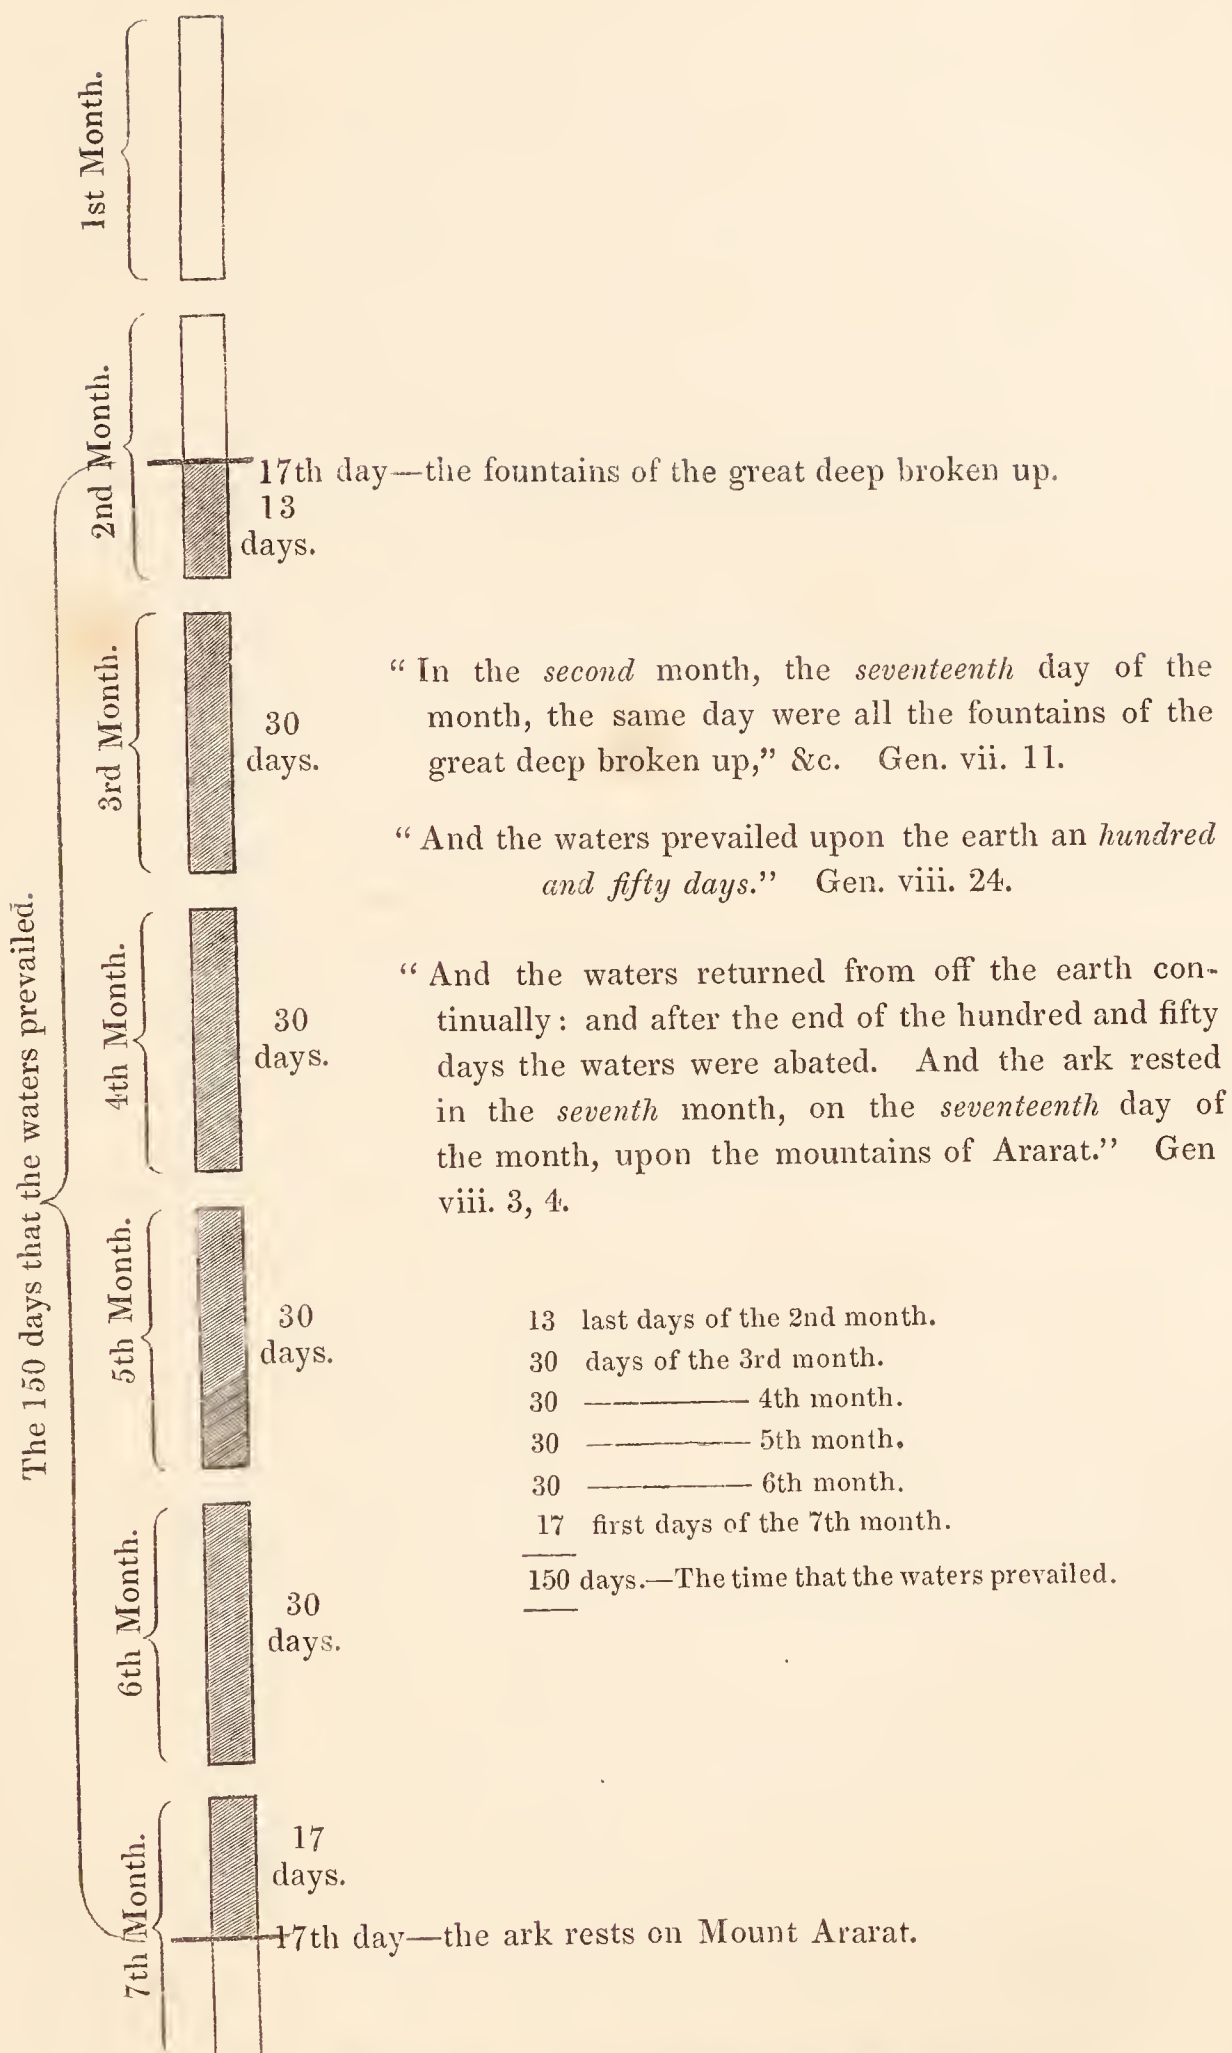 1st Month.
2nd Month.
17th day—the fountains of the great deep broken up.
13
days.
3rd Month.
30
days.
"In the second month, the seventeenth day of the
month, the same day were all the fountains of the
great deep broken up," &c. Gen. vii. 11.
"And the waters prevailed upon the earth an hundred
and fifty days." Gen. viii. 24.
The 150 days that the waters prevailed.
4th Month.
30
days.
"And the waters returned from off the earth con-
tinually: and after the end of the hundred and fifty
days the waters were abated. And the ark rested
in the seventh month, on the seventeenth day of
the month, upon the mountains of Ararat." Gen
viii. 3, 4.
5th Month.
30
days.
13 last days of the 2nd month.
30 days of the 3rd month.
30 ———— 4th month.
30 ———— 5th month.
30 ———— 6th month.
17 first days of the 7th month.
150 days.—The time that the waters prevailed.
6th Month.
30
days.
7th Month.
17
days.
17th day—the ark rests on Mount Ararat.